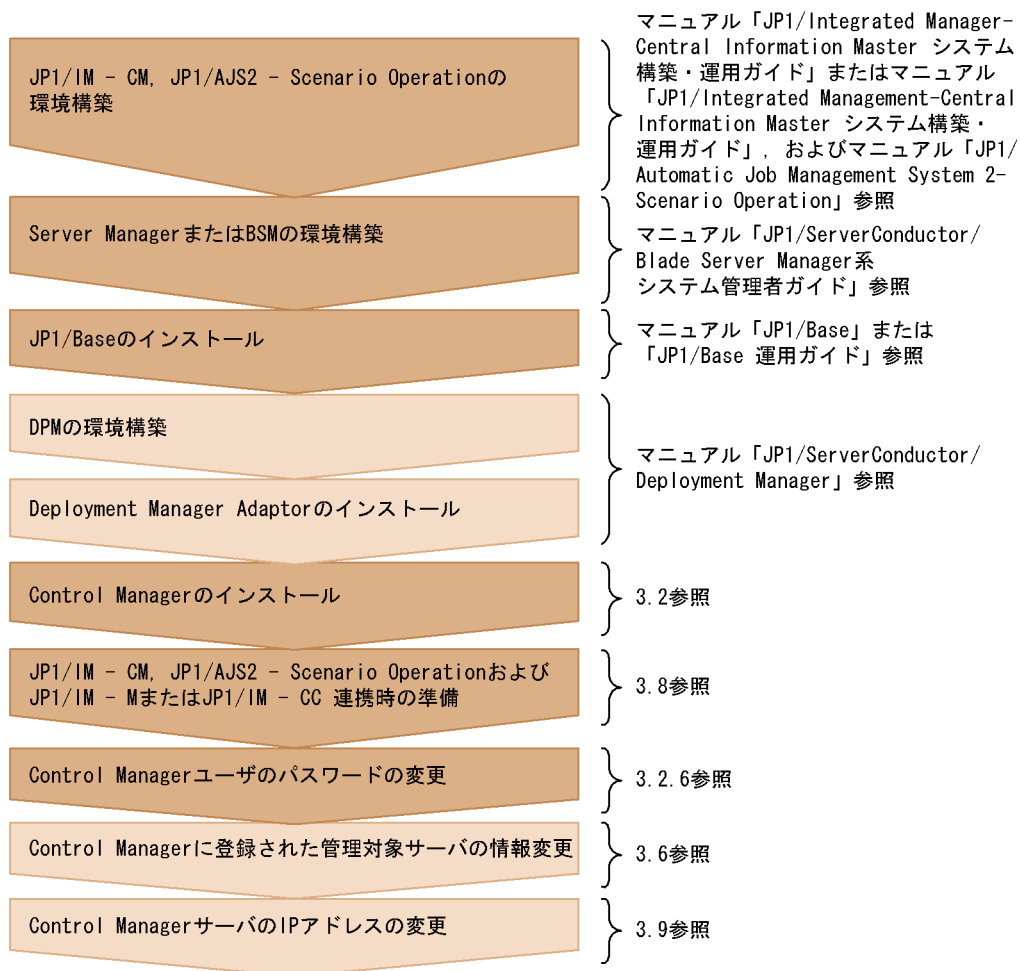 JP1/IM - CM, JP1/AJS2 - Scenario Operationの
環境構築
マニュアル「JP1/Integrated Manager-
Central Information Master システム
構築・運用ガイド」またはマニュアル
「JP1/Integrated Management-Central
Information Master システム構築・
運用ガイド」, およびマニュアル「JP1/
Automatic Job Management System 2-
Scenario Operation」参照
Server ManagerまたはBSMの環境構築
マニュアル「JP1/ServerConductor/
Blade Server Manager系
システム管理者ガイド」参照
JP1/Baseのインストール
マニュアル「JP1/Base」または
「JP1/Base 運用ガイド」参照
DPMの環境構築
Deployment Manager Adaptorのインストール
マニュアル「JP1/ServerConductor/
Deployment Manager」参照
Control Managerのインストール
3.2参照
JP1/IM - CM, JP1/AJS2 - Scenario Operationおよび
JP1/IM - MまたはJP1/IM - CC 連携時の準備
3.8参照
Control Managerユーザのパスワードの変更
3.2.6参照
Control Managerに登録された管理対象サーバの情報変更
3.6参照
Control ManagerサーバのIPアドレスの変更
3.9参照